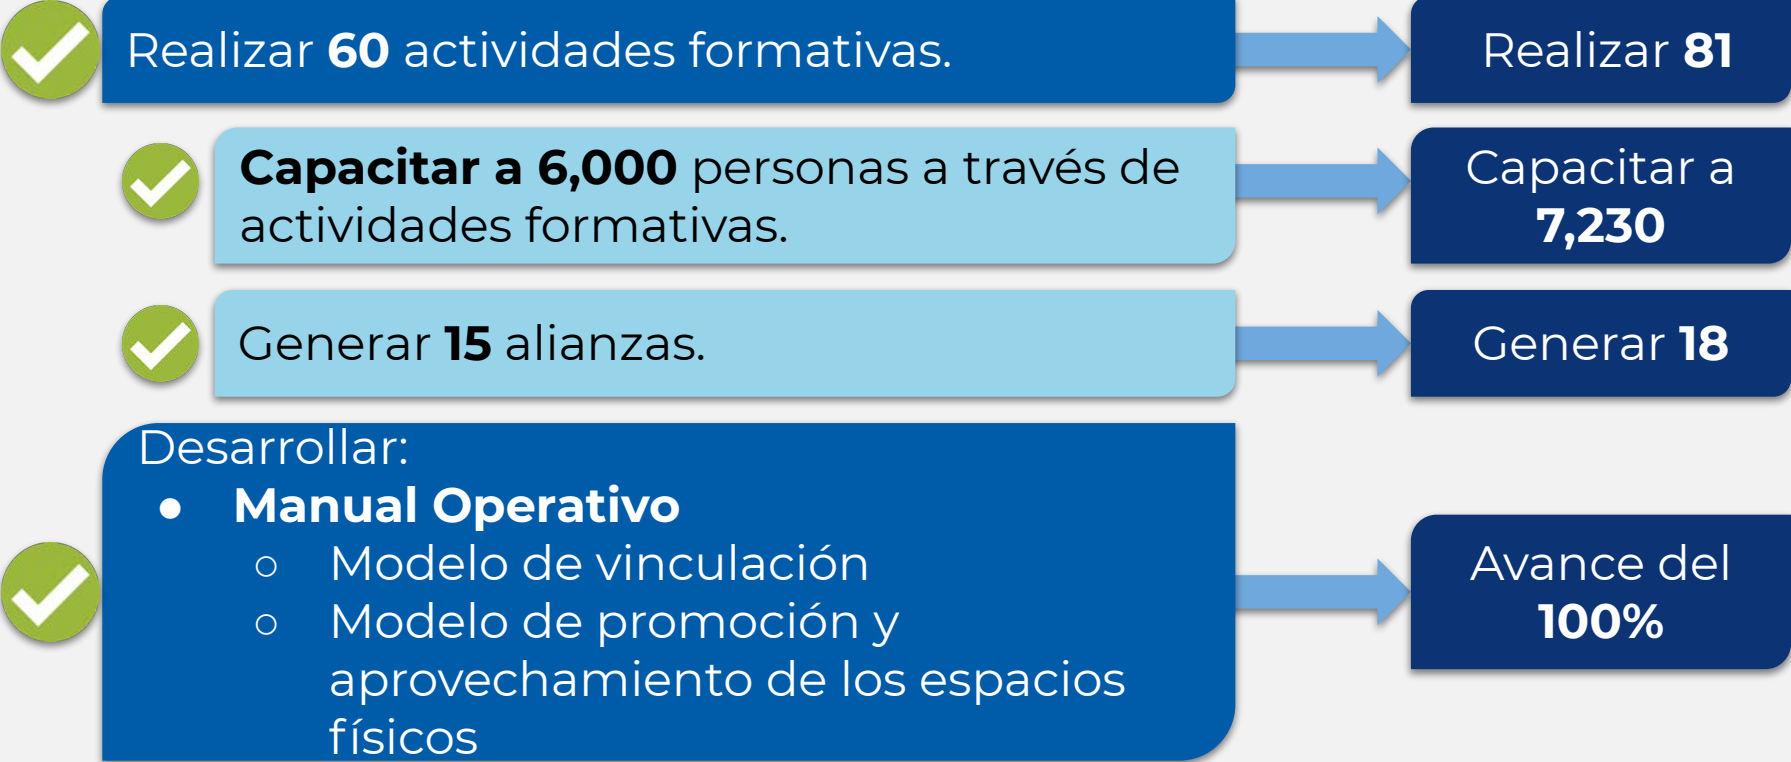 Realizar 60 actividades formativas.
Realizar 81
Capacitar a 6,000 personas a través de
actividades formativas.
Capacitar a
7,230
Generar 15 alianzas.
Generar 18
Desarrollar:
● Manual Operativo
○ Modelo de vinculación
○ Modelo de promoción y
aprovechamiento de los espacios
físicos
Avance del
100%